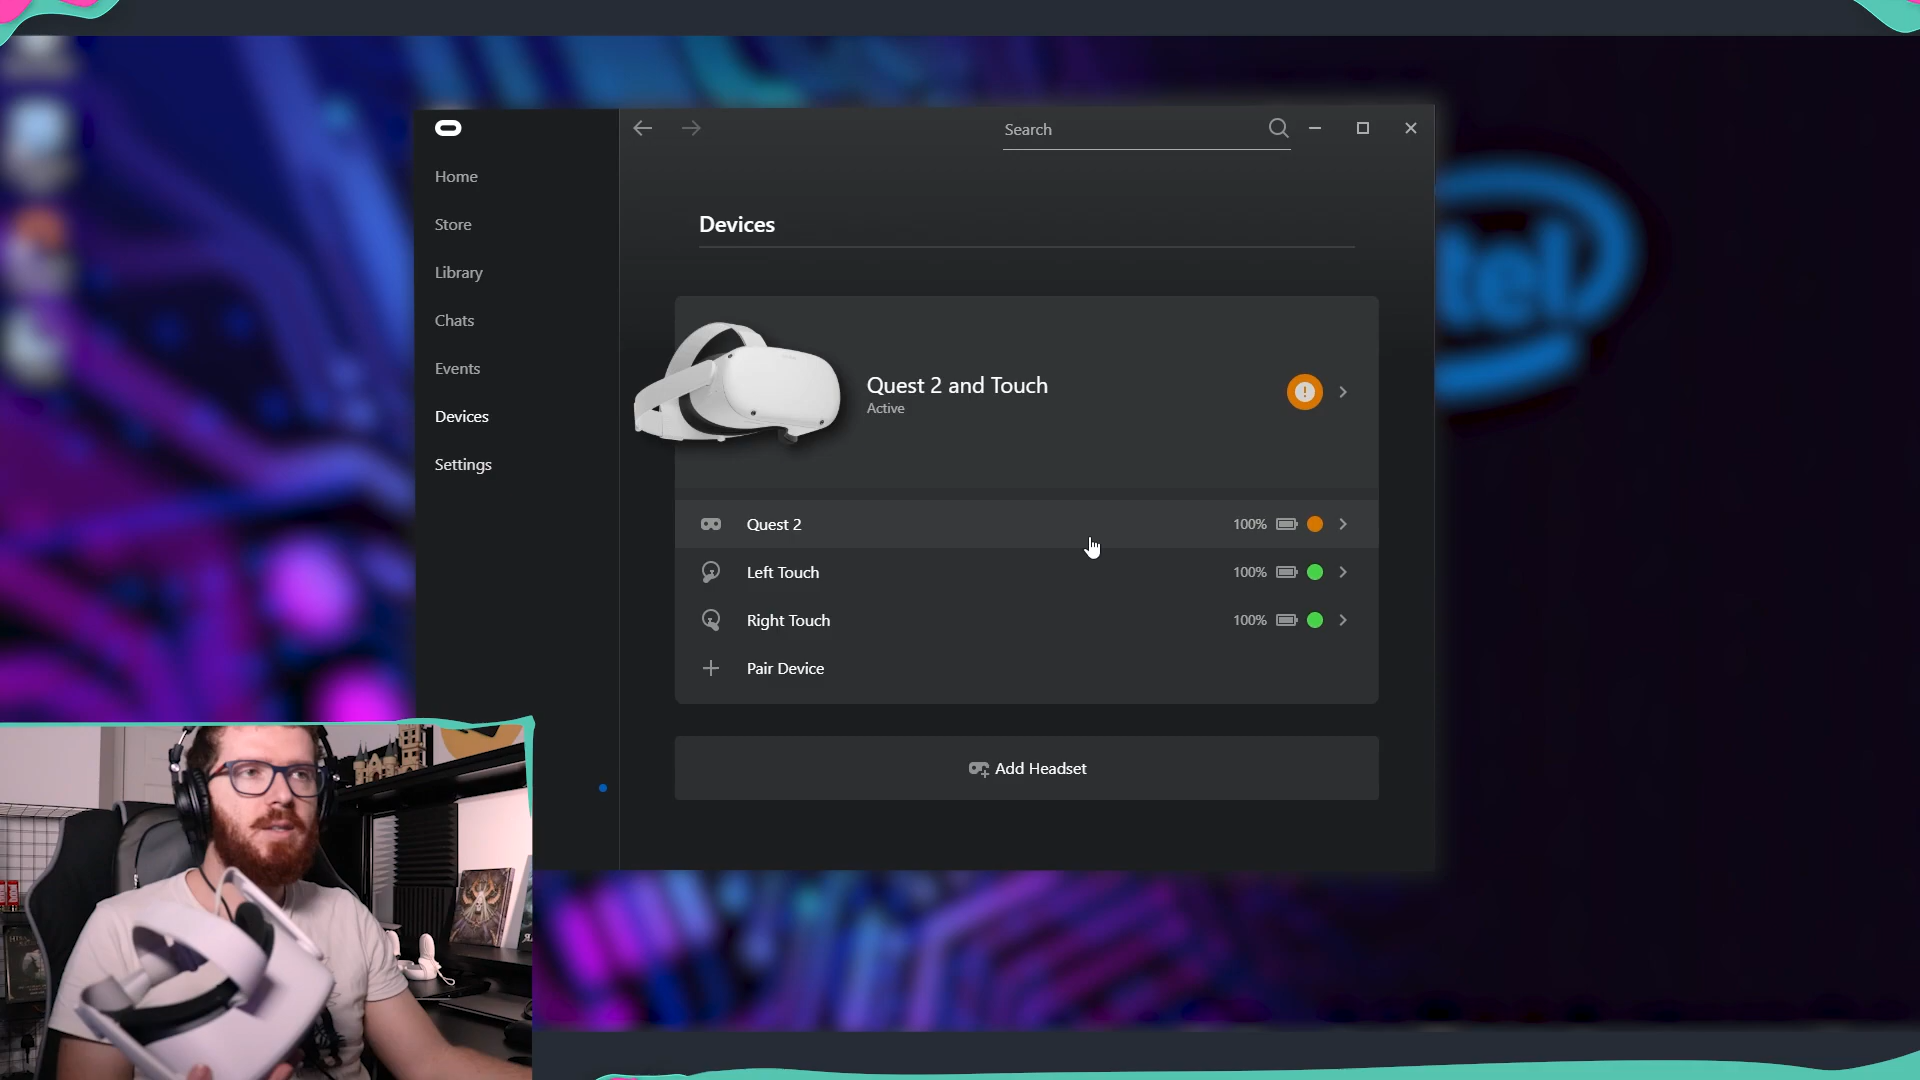 Search
Home
Store
Library
Chats
Events
Devices
Settings
Devices
Quest 2 and Touch
Active
Quest 2
100%
Left Touch
100%
Right Touch
100%
Pair Device
Add Headset